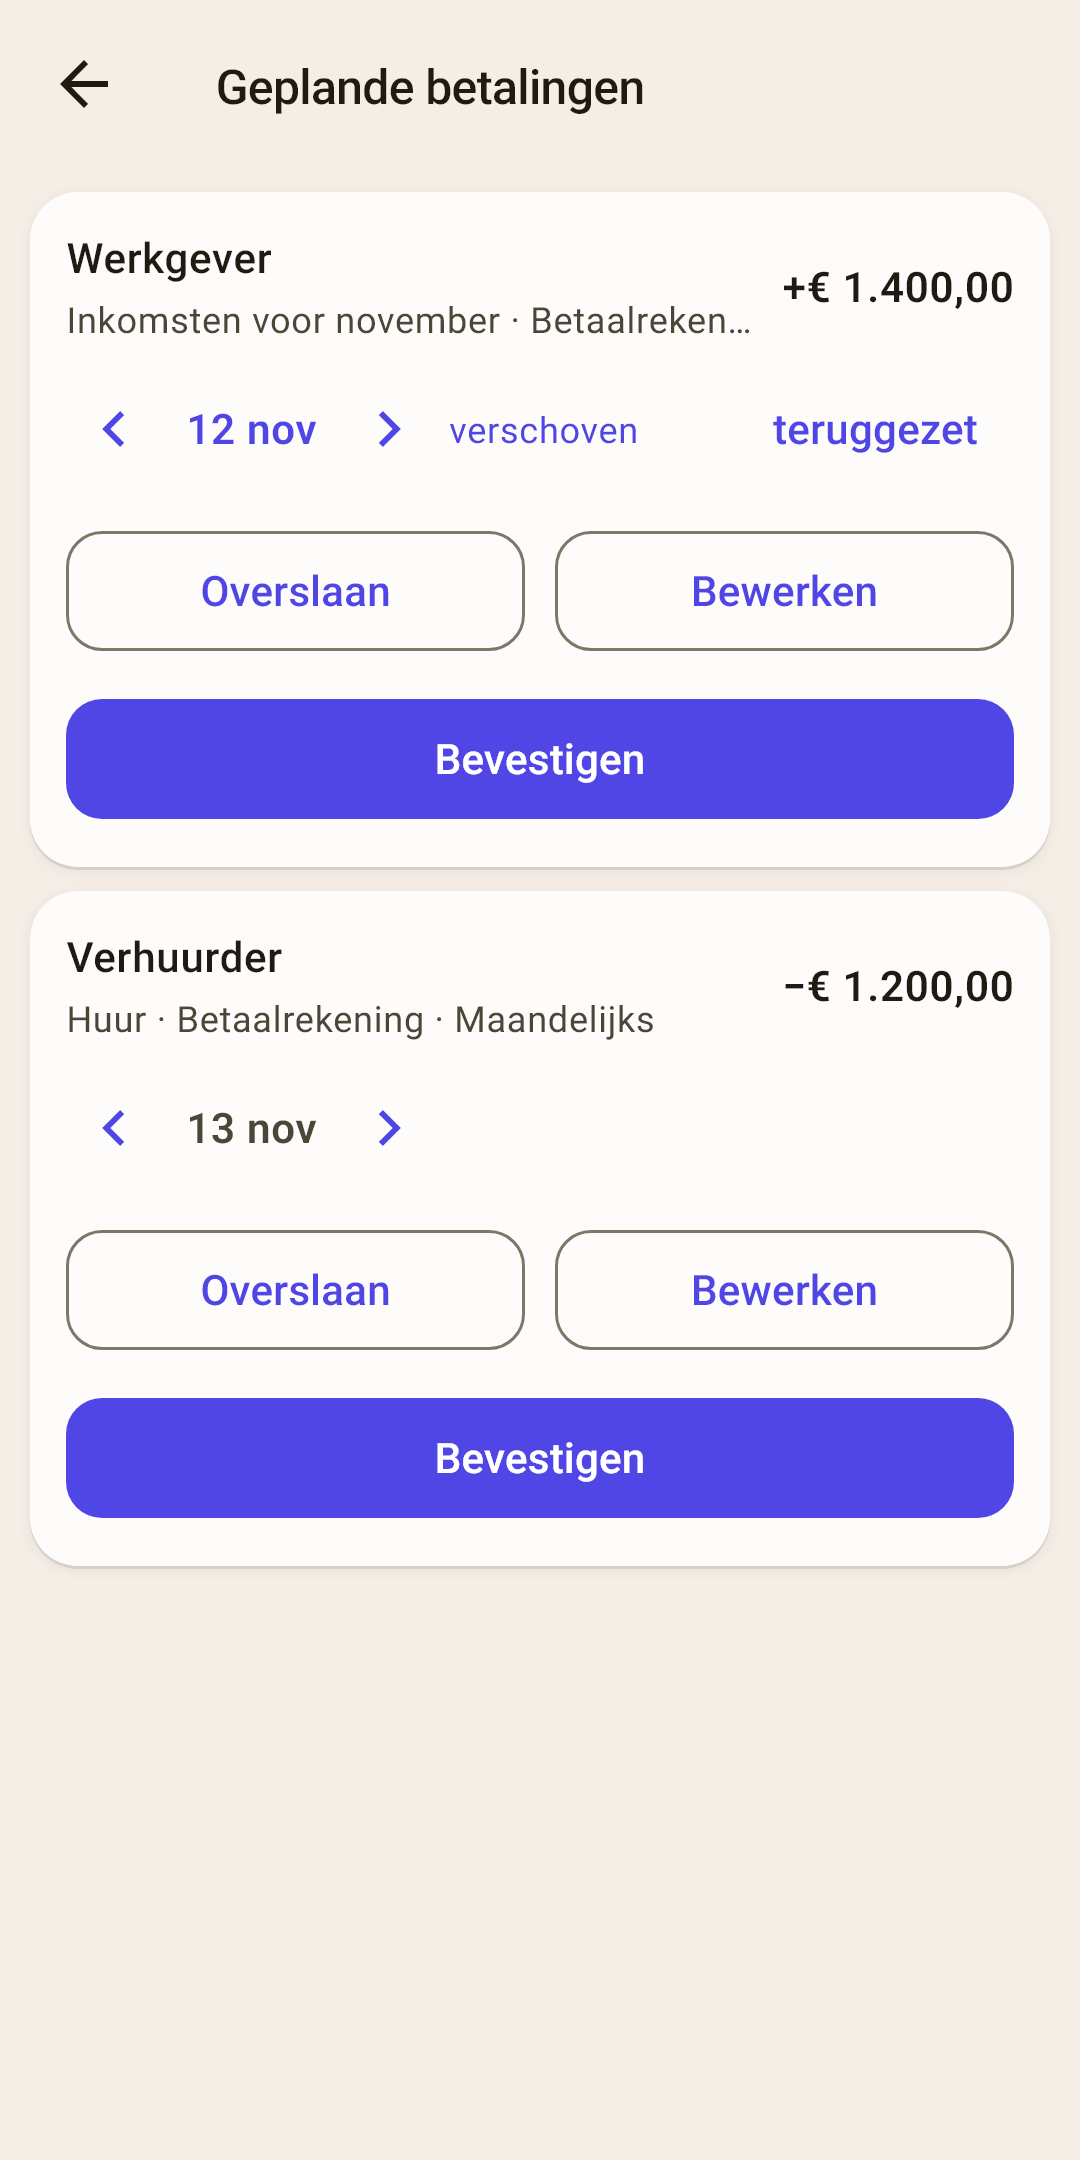 Geplande betalingen
Werkgever
+€ 1.400,00
Inkomsten voor november · Betaalreken…
12 nov verschoven teruggezet
Overslaan Bewerken
Bevestigen
Verhuurder
−€ 1.200,00
Huur · Betaalrekening · Maandelijks
13 nov
Overslaan Bewerken
Bevestigen